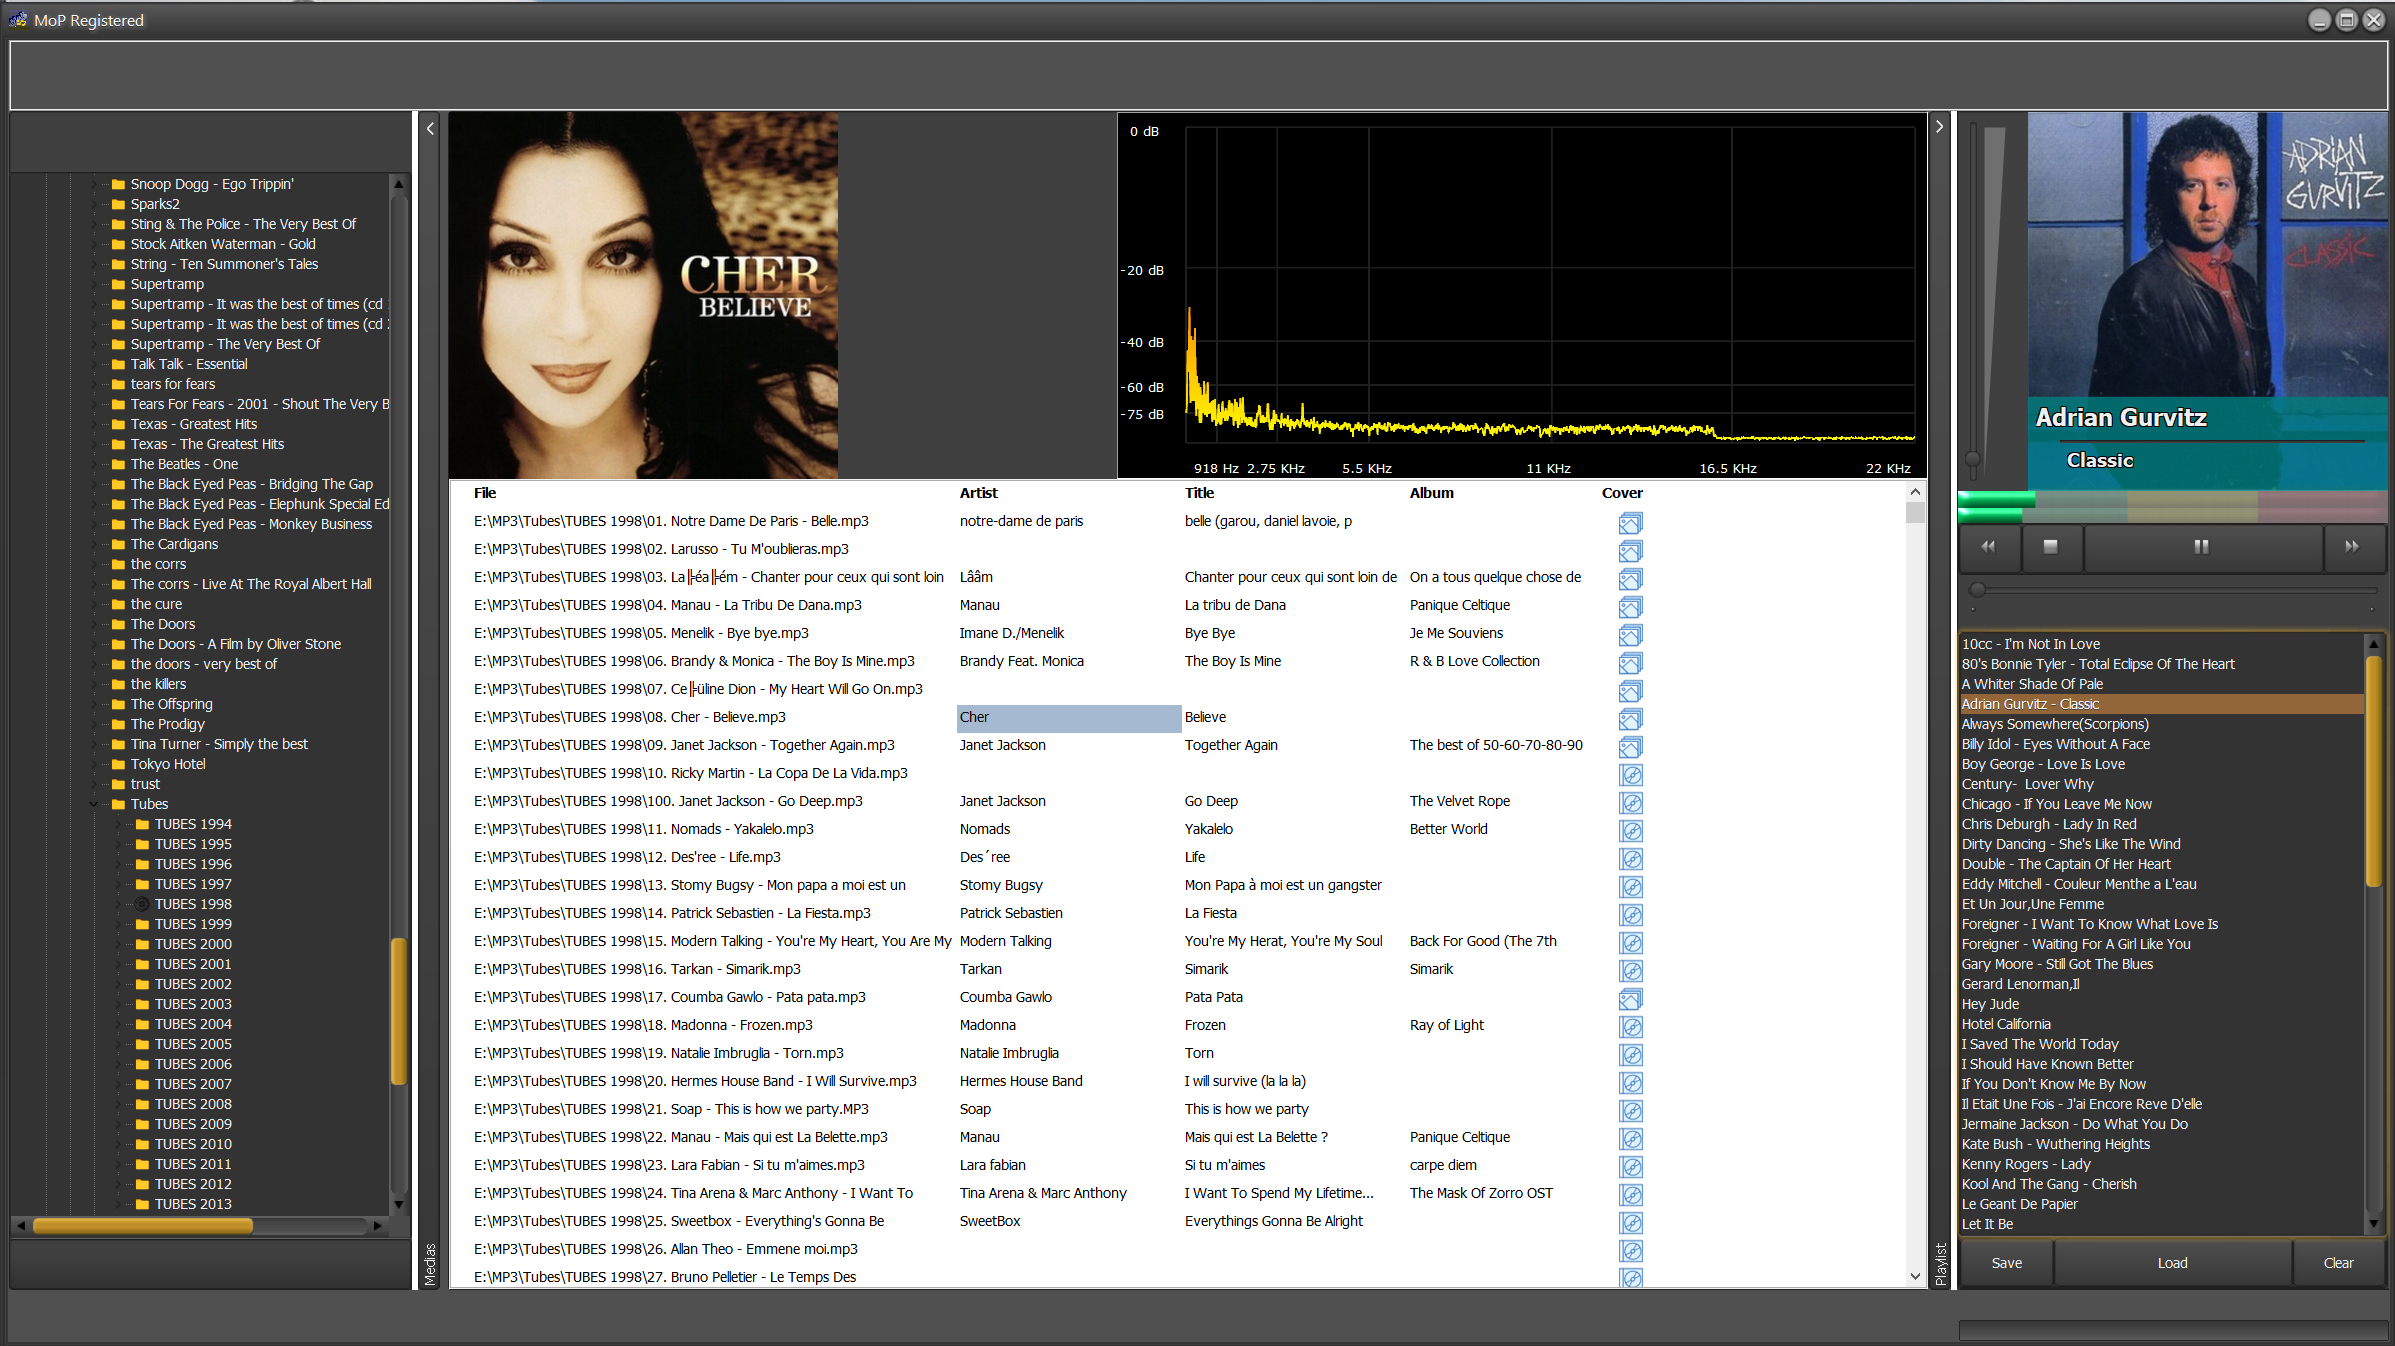 MoP Registered
Snoop Dogg - Ego Trippin'
Sparks2
Sting & The Police - The Very Best Of
Stock Aitken Waterman - Gold
String - Ten Summoner's Tales
Supertramp
Supertramp - It was the best of times (cd
Supertramp - It was the best of times (cd
Supertramp - The Very Best Of
Talk Talk - Essential
tears for fears
Tears For Fears - 2001 - Shout The Very B
Texas - Greatest Hits
Texas - The Greatest Hits
The Beatles - One
The Black Eyed Peas - Bridging The Gap
The Black Eyed Peas - Elephunk Special Ed
The Black Eyed Peas - Monkey Business
The Cardigans
the corrs
The corrs - Live At The Royal Albert Hall
the cure
The Doors
The Doors - A Film by Oliver Stone
the doors - very best of
the killers
The Offspring
The Prodigy
Tina Turner - Simply the best
Tokyo Hotel
trust
Tubes
TUBES 1994
TUBES 1995
TUBES 1996
TUBES 1997
TUBES 1998
TUBES 1999
TUBES 2000
TUBES 2001
TUBES 2002
TUBES 2003
TUBES 2004
TUBES 2005
TUBES 2006
TUBES 2007
TUBES 2008
TUBES 2009
TUBES 2010
TUBES 2011
TUBES 2012
TUBES 2013
Medias
CHER
BELIEVE
0 dB
-20 dB
-40 dB
-60 dB
-75 dB
918 Hz 2.75 KHz 5.5 KHz 11 KHz 16.5 KHz 22 KHz
File Artist Title Album Cover
E:\MP3\Tubes\TUBES 1998\01. Notre Dame De Paris - Belle.mp3 notre-dame de paris belle (garou, daniel lavoie, p
E:\MP3\Tubes\TUBES 1998\02. Larusso - Tu M'oublieras.mp3
E:\MP3\Tubes\TUBES 1998\03. La╠éa╠ém - Chanter pour ceux qui sont loin Lââm Chanter pour ceux qui sont loin de On a tous quelque chose de
E:\MP3\Tubes\TUBES 1998\04. Manau - La Tribu De Dana.mp3 Manau La tribu de Dana Panique Celtique
E:\MP3\Tubes\TUBES 1998\05. Menelik - Bye bye.mp3 Imane D./Menelik Bye Bye Je Me Souviens
E:\MP3\Tubes\TUBES 1998\06. Brandy & Monica - The Boy Is Mine.mp3 Brandy Feat. Monica The Boy Is Mine R & B Love Collection
E:\MP3\Tubes\TUBES 1998\07. Ce╠üline Dion - My Heart Will Go On.mp3
E:\MP3\Tubes\TUBES 1998\08. Cher - Believe.mp3 Cher Believe
E:\MP3\Tubes\TUBES 1998\09. Janet Jackson - Together Again.mp3 Janet Jackson Together Again The best of 50-60-70-80-90
E:\MP3\Tubes\TUBES 1998\10. Ricky Martin - La Copa De La Vida.mp3
E:\MP3\Tubes\TUBES 1998\100. Janet Jackson - Go Deep.mp3 Janet Jackson Go Deep The Velvet Rope
E:\MP3\Tubes\TUBES 1998\11. Nomads - Yakalelo.mp3 Nomads Yakalelo Better World
E:\MP3\Tubes\TUBES 1998\12. Des'ree - Life.mp3 Des´ree Life
E:\MP3\Tubes\TUBES 1998\13. Stomy Bugsy - Mon papa a moi est un Stomy Bugsy Mon Papa à moi est un gangster
E:\MP3\Tubes\TUBES 1998\14. Patrick Sebastien - La Fiesta.mp3 Patrick Sebastien La Fiesta
E:\MP3\Tubes\TUBES 1998\15. Modern Talking - You're My Heart, You Are My Modern Talking You're My Herat, You're My Soul Back For Good (The 7th
E:\MP3\Tubes\TUBES 1998\16. Tarkan - Simarik.mp3 Tarkan Simarik Simarik
E:\MP3\Tubes\TUBES 1998\17. Coumba Gawlo - Pata pata.mp3 Coumba Gawlo Pata Pata
E:\MP3\Tubes\TUBES 1998\18. Madonna - Frozen.mp3 Madonna Frozen Ray of Light
E:\MP3\Tubes\TUBES 1998\19. Natalie Imbruglia - Torn.mp3 Natalie Imbruglia Torn
E:\MP3\Tubes\TUBES 1998\20. Hermes House Band - I Will Survive.mp3 Hermes House Band I will survive (la la la)
E:\MP3\Tubes\TUBES 1998\21. Soap - This is how we party.MP3 Soap This is how we party
E:\MP3\Tubes\TUBES 1998\22. Manau - Mais qui est La Belette.mp3 Manau Mais qui est La Belette ? Panique Celtique
E:\MP3\Tubes\TUBES 1998\23. Lara Fabian - Si tu m'aimes.mp3 Lara fabian Si tu m'aimes carpe diem
E:\MP3\Tubes\TUBES 1998\24. Tina Arena & Marc Anthony - I Want To Tina Arena & Marc Anthony I Want To Spend My Lifetime... The Mask Of Zorro OST
E:\MP3\Tubes\TUBES 1998\25. Sweetbox - Everything's Gonna Be SweetBox Everythings Gonna Be Alright
E:\MP3\Tubes\TUBES 1998\26. Allan Theo - Emmene moi.mp3
E:\MP3\Tubes\TUBES 1998\27. Bruno Pelletier - Le Temps Des
Playlist
ADRIAN
GURVITZ
CLASSIC
Adrian Gurvitz
Classic
10cc - I'm Not In Love
80's Bonnie Tyler - Total Eclipse Of The Heart
A Whiter Shade Of Pale
Adrian Gurvitz - Classic
Always Somewhere(Scorpions)
Billy Idol - Eyes Without A Face
Boy George - Love Is Love
Century- Lover Why
Chicago - If You Leave Me Now
Chris Deburgh - Lady In Red
Dirty Dancing - She's Like The Wind
Double - The Captain Of Her Heart
Eddy Mitchell - Couleur Menthe a L'eau
Et Un Jour,Une Femme
Foreigner - I Want To Know What Love Is
Foreigner - Waiting For A Girl Like You
Gary Moore - Still Got The Blues
Gerard Lenorman,Il
Hey Jude
Hotel California
I Saved The World Today
I Should Have Known Better
If You Don't Know Me By Now
Il Etait Une Fois - J'ai Encore Reve D'elle
Jermaine Jackson - Do What You Do
Kate Bush - Wuthering Heights
Kenny Rogers - Lady
Kool And The Gang - Cherish
Le Geant De Papier
Let It Be
Save Load Clear